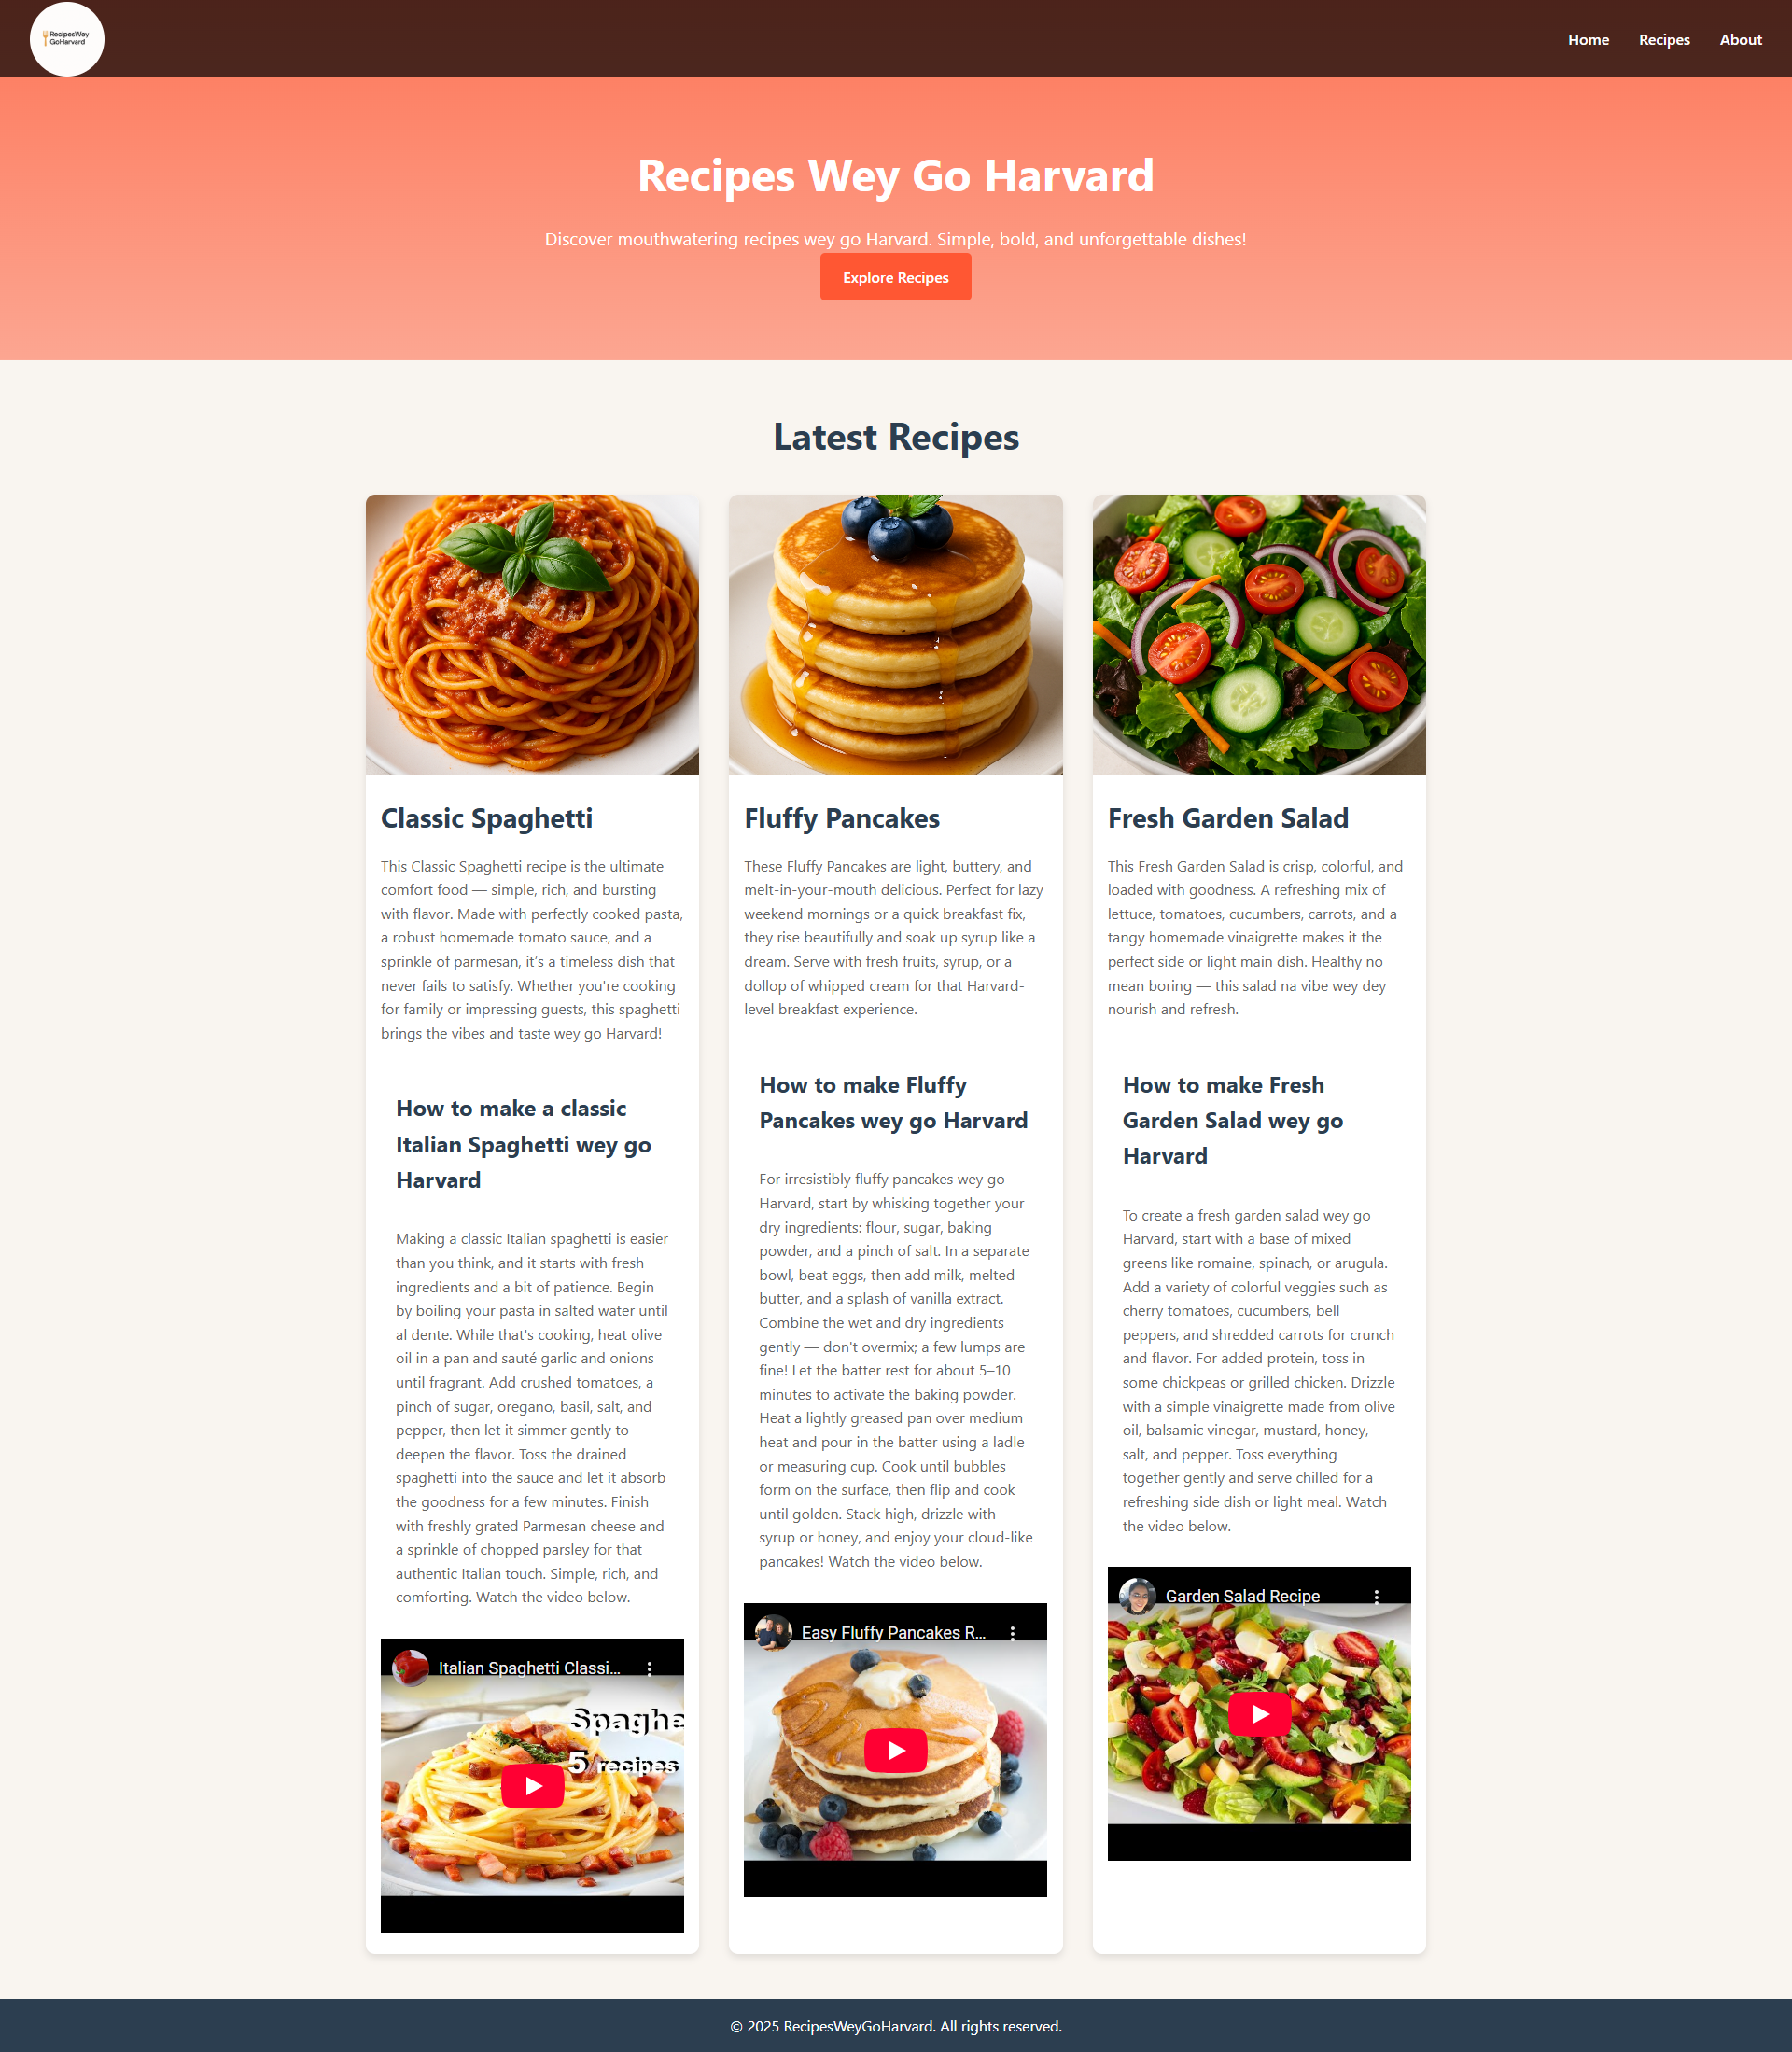 RecipesWey
GoHarvard
Home Recipes About
Recipes Wey Go Harvard
Discover mouthwatering recipes wey go Harvard. Simple, bold, and unforgettable dishes!
Explore Recipes
Latest Recipes
Classic Spaghetti
This Classic Spaghetti recipe is the ultimate
comfort food — simple, rich, and bursting
with flavor. Made with perfectly cooked pasta,
a robust homemade tomato sauce, and a
sprinkle of parmesan, it’s a timeless dish that
never fails to satisfy. Whether you're cooking
for family or impressing guests, this spaghetti
brings the vibes and taste wey go Harvard!
How to make a classic
Italian Spaghetti wey go
Harvard
Making a classic Italian spaghetti is easier
than you think, and it starts with fresh
ingredients and a bit of patience. Begin
by boiling your pasta in salted water until
al dente. While that's cooking, heat olive
oil in a pan and sauté garlic and onions
until fragrant. Add crushed tomatoes, a
pinch of sugar, oregano, basil, salt, and
pepper, then let it simmer gently to
deepen the flavor. Toss the drained
spaghetti into the sauce and let it absorb
the goodness for a few minutes. Finish
with freshly grated Parmesan cheese and
a sprinkle of chopped parsley for that
authentic Italian touch. Simple, rich, and
comforting. Watch the video below.
Italian Spaghetti Classi...
Spaghe
5 recipes
Fluffy Pancakes
These Fluffy Pancakes are light, buttery, and
melt-in-your-mouth delicious. Perfect for lazy
weekend mornings or a quick breakfast fix,
they rise beautifully and soak up syrup like a
dream. Serve with fresh fruits, syrup, or a
dollop of whipped cream for that Harvard-
level breakfast experience.
How to make Fluffy
Pancakes wey go Harvard
For irresistibly fluffy pancakes wey go
Harvard, start by whisking together your
dry ingredients: flour, sugar, baking
powder, and a pinch of salt. In a separate
bowl, beat eggs, then add milk, melted
butter, and a splash of vanilla extract.
Combine the wet and dry ingredients
gently — don't overmix; a few lumps are
fine! Let the batter rest for about 5–10
minutes to activate the baking powder.
Heat a lightly greased pan over medium
heat and pour in the batter using a ladle
or measuring cup. Cook until bubbles
form on the surface, then flip and cook
until golden. Stack high, drizzle with
syrup or honey, and enjoy your cloud-like
pancakes! Watch the video below.
Easy Fluffy Pancakes R...
Fresh Garden Salad
This Fresh Garden Salad is crisp, colorful, and
loaded with goodness. A refreshing mix of
lettuce, tomatoes, cucumbers, carrots, and a
tangy homemade vinaigrette makes it the
perfect side or light main dish. Healthy no
mean boring — this salad na vibe wey dey
nourish and refresh.
How to make Fresh
Garden Salad wey go
Harvard
To create a fresh garden salad wey go
Harvard, start with a base of mixed
greens like romaine, spinach, or arugula.
Add a variety of colorful veggies such as
cherry tomatoes, cucumbers, bell
peppers, and shredded carrots for crunch
and flavor. For added protein, toss in
some chickpeas or grilled chicken. Drizzle
with a simple vinaigrette made from olive
oil, balsamic vinegar, mustard, honey,
salt, and pepper. Toss everything
together gently and serve chilled for a
refreshing side dish or light meal. Watch
the video below.
Garden Salad Recipe
© 2025 RecipesWeyGoHarvard. All rights reserved.